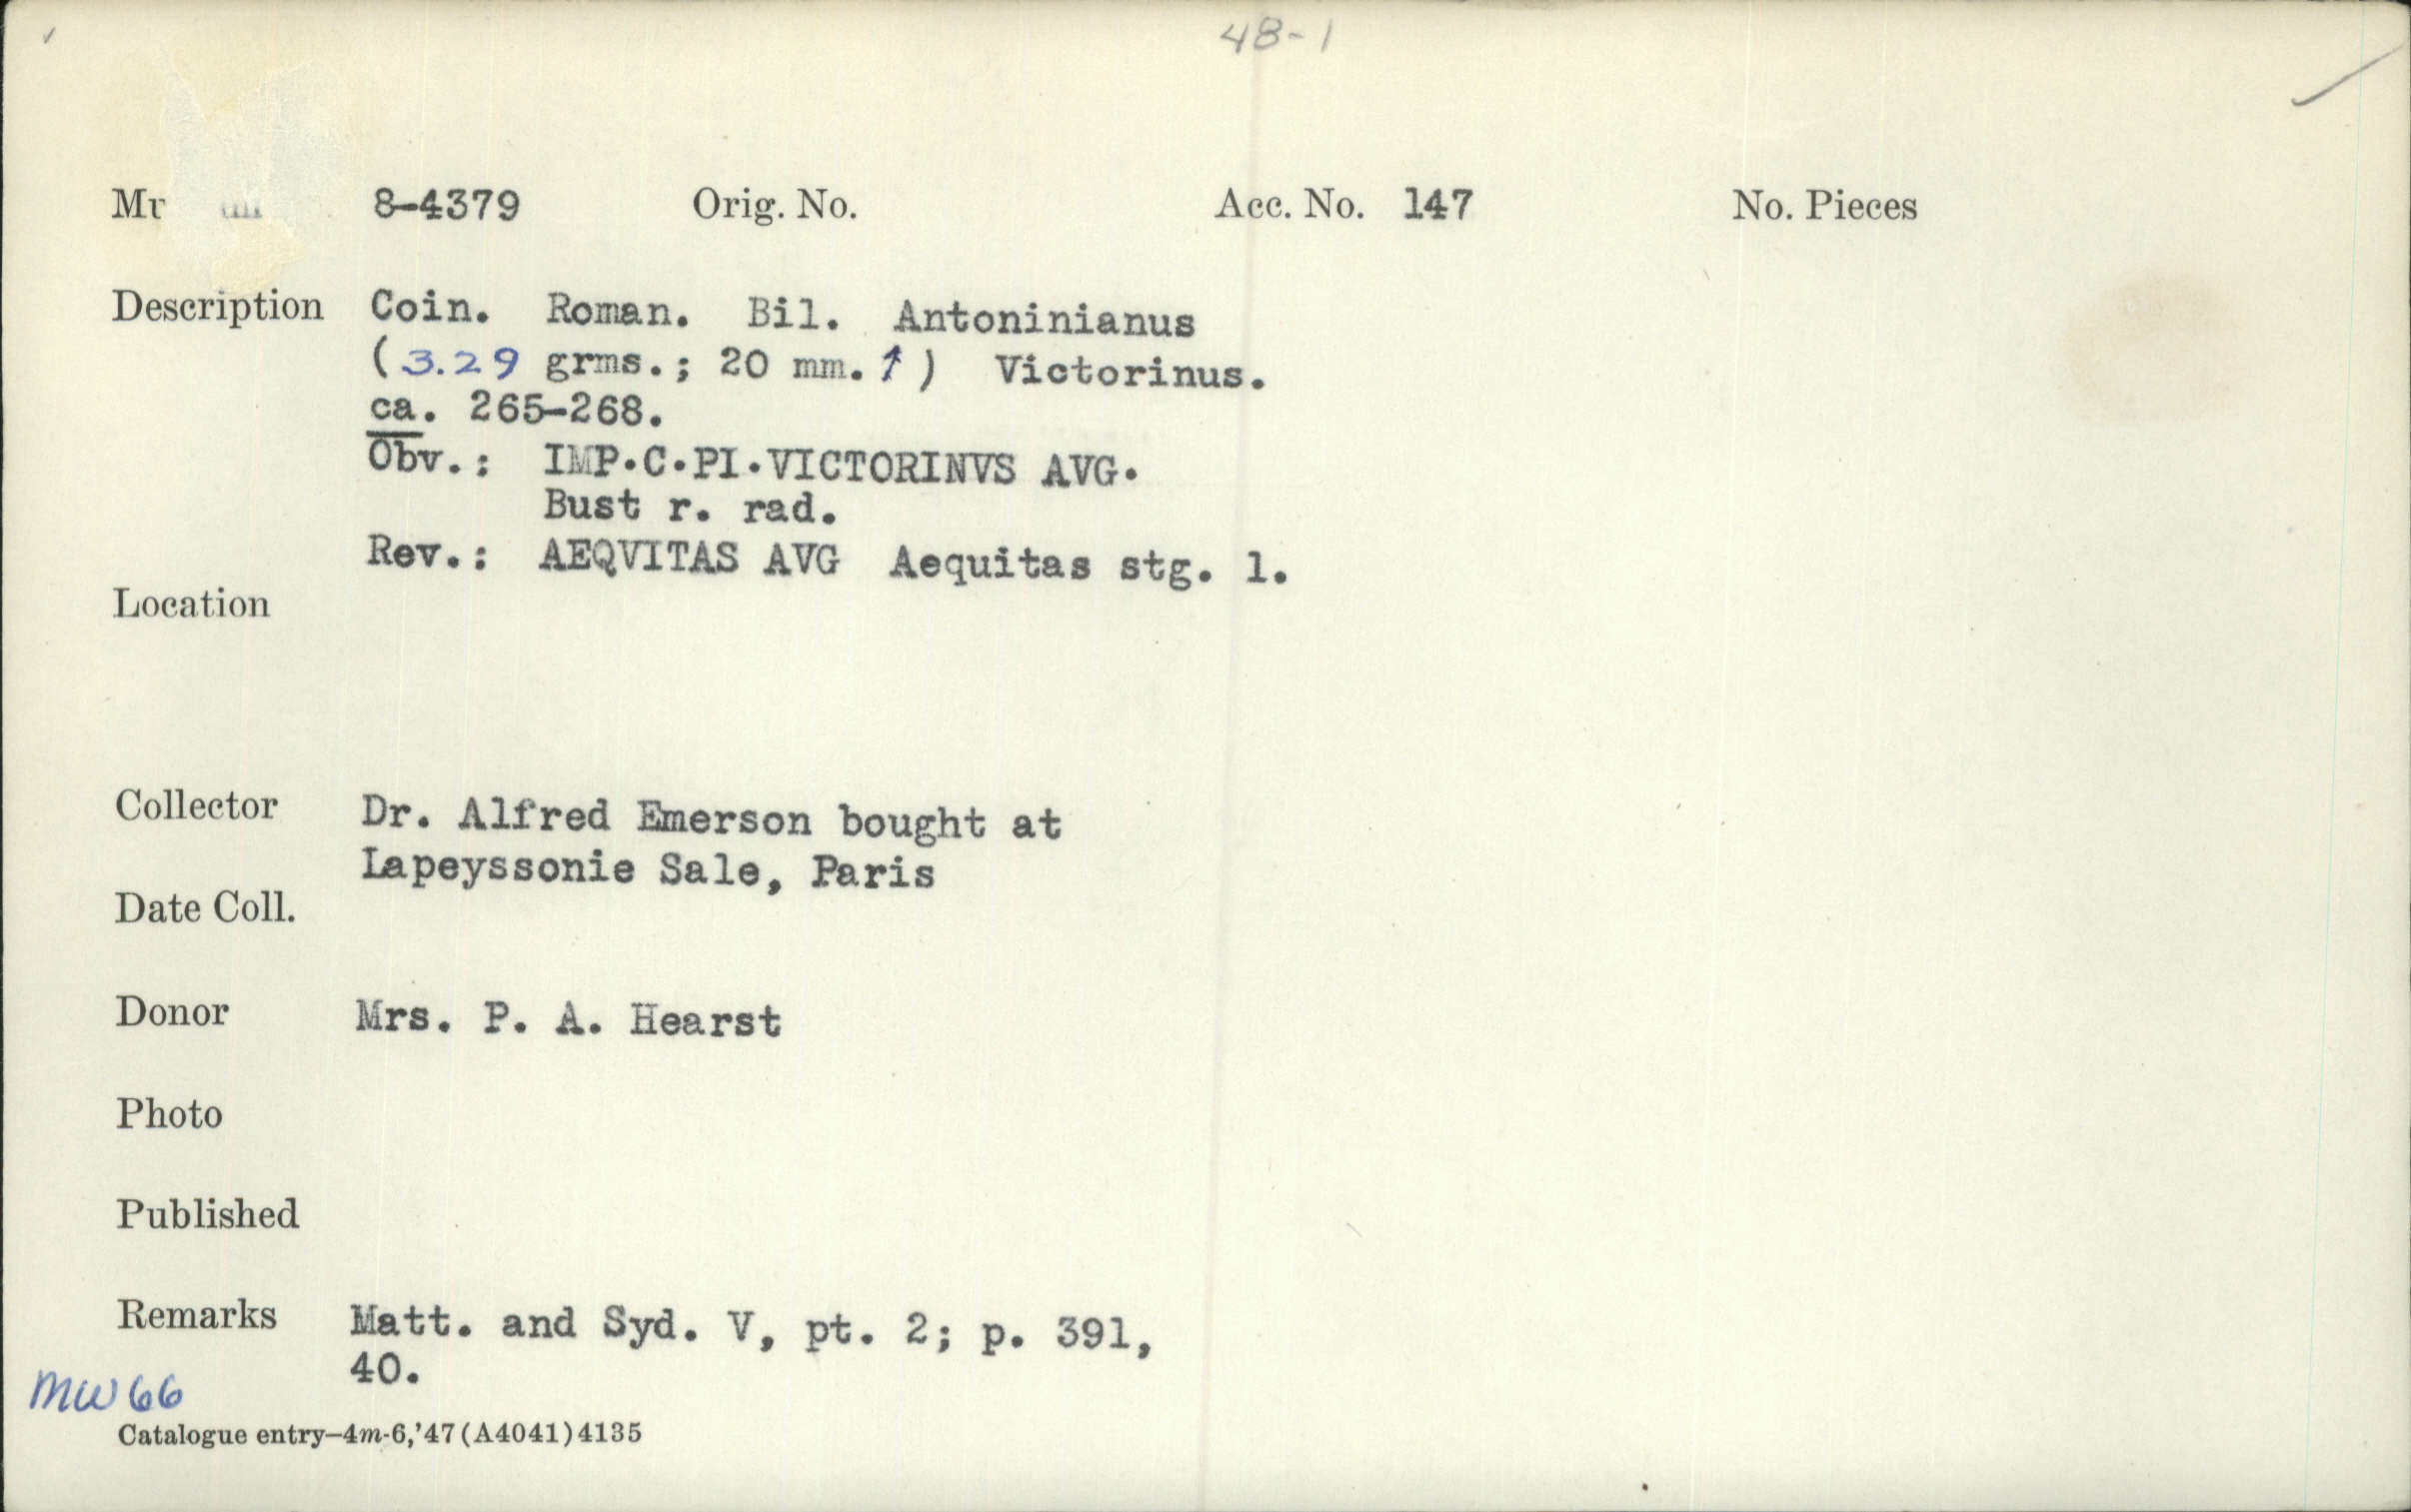 48-1
8-4379 Orig. No. Acc. No. 147 No. Pieces
Description Coin. Roman. Bil. Antoninianus
(3.29 grms.; 20 mm.↑) Victorinus.
ca. 265-268.
Obv.: IMP.C.PI.VICTORINVS AVG.
Bust r. rad.
Rev.: AEQVITAS AVG Aequitas stg. l.
Location
Collector Dr. Alfred Emerson bought at
Lapeyssonie Sale, Paris
Date Coll.
Donor Mrs. P. A. Hearst
Photo
Published
Remarks Matt. and Syd. V, pt. 2; p. 391,
40.
MW66
Catalogue entry—4m-6,'47(A4041)4135